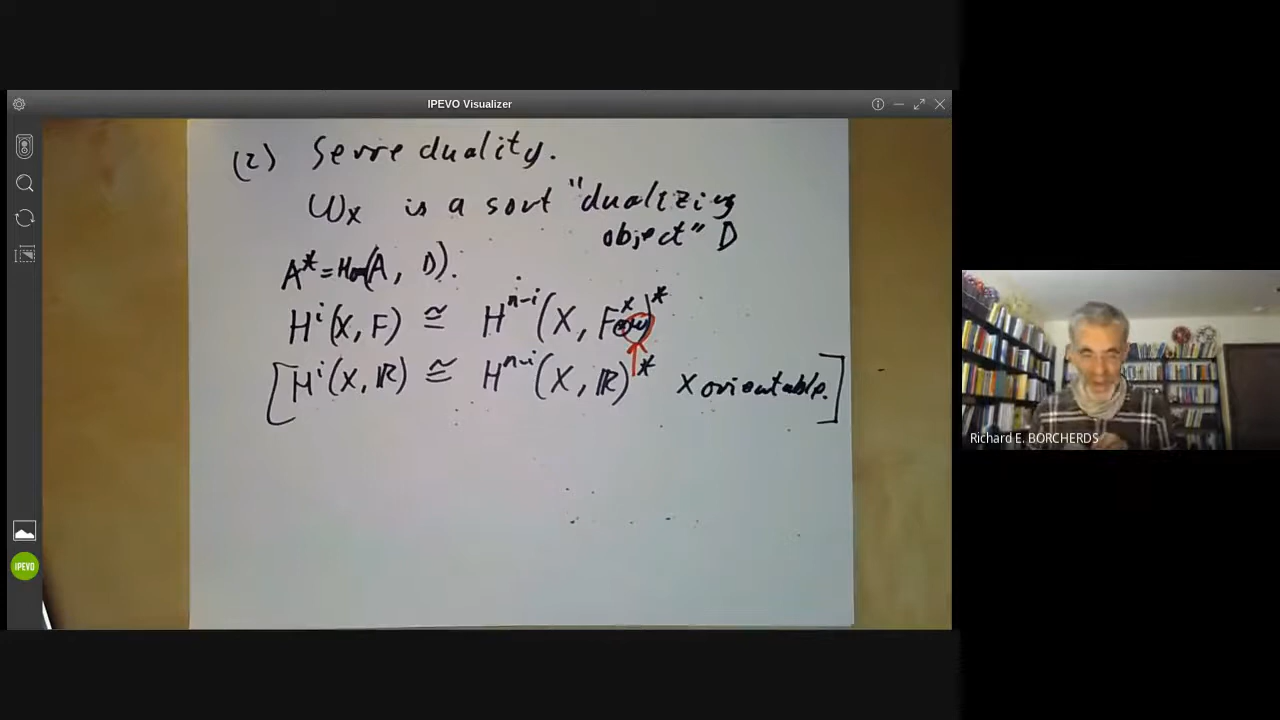 IPEVO Visualizer
(2) Serre duality.
ω_X is a sort "dualizing
object" D
A* = Hom(A, D).
H^i(X, F) ≅ H^{n-i}(X, F^* ⊗ ω)^*
[H^i(X, ℝ) ≅ H^{n-i}(X, ℝ)^* X orientable.]
Richard E. BORCHERDS
IPEVO